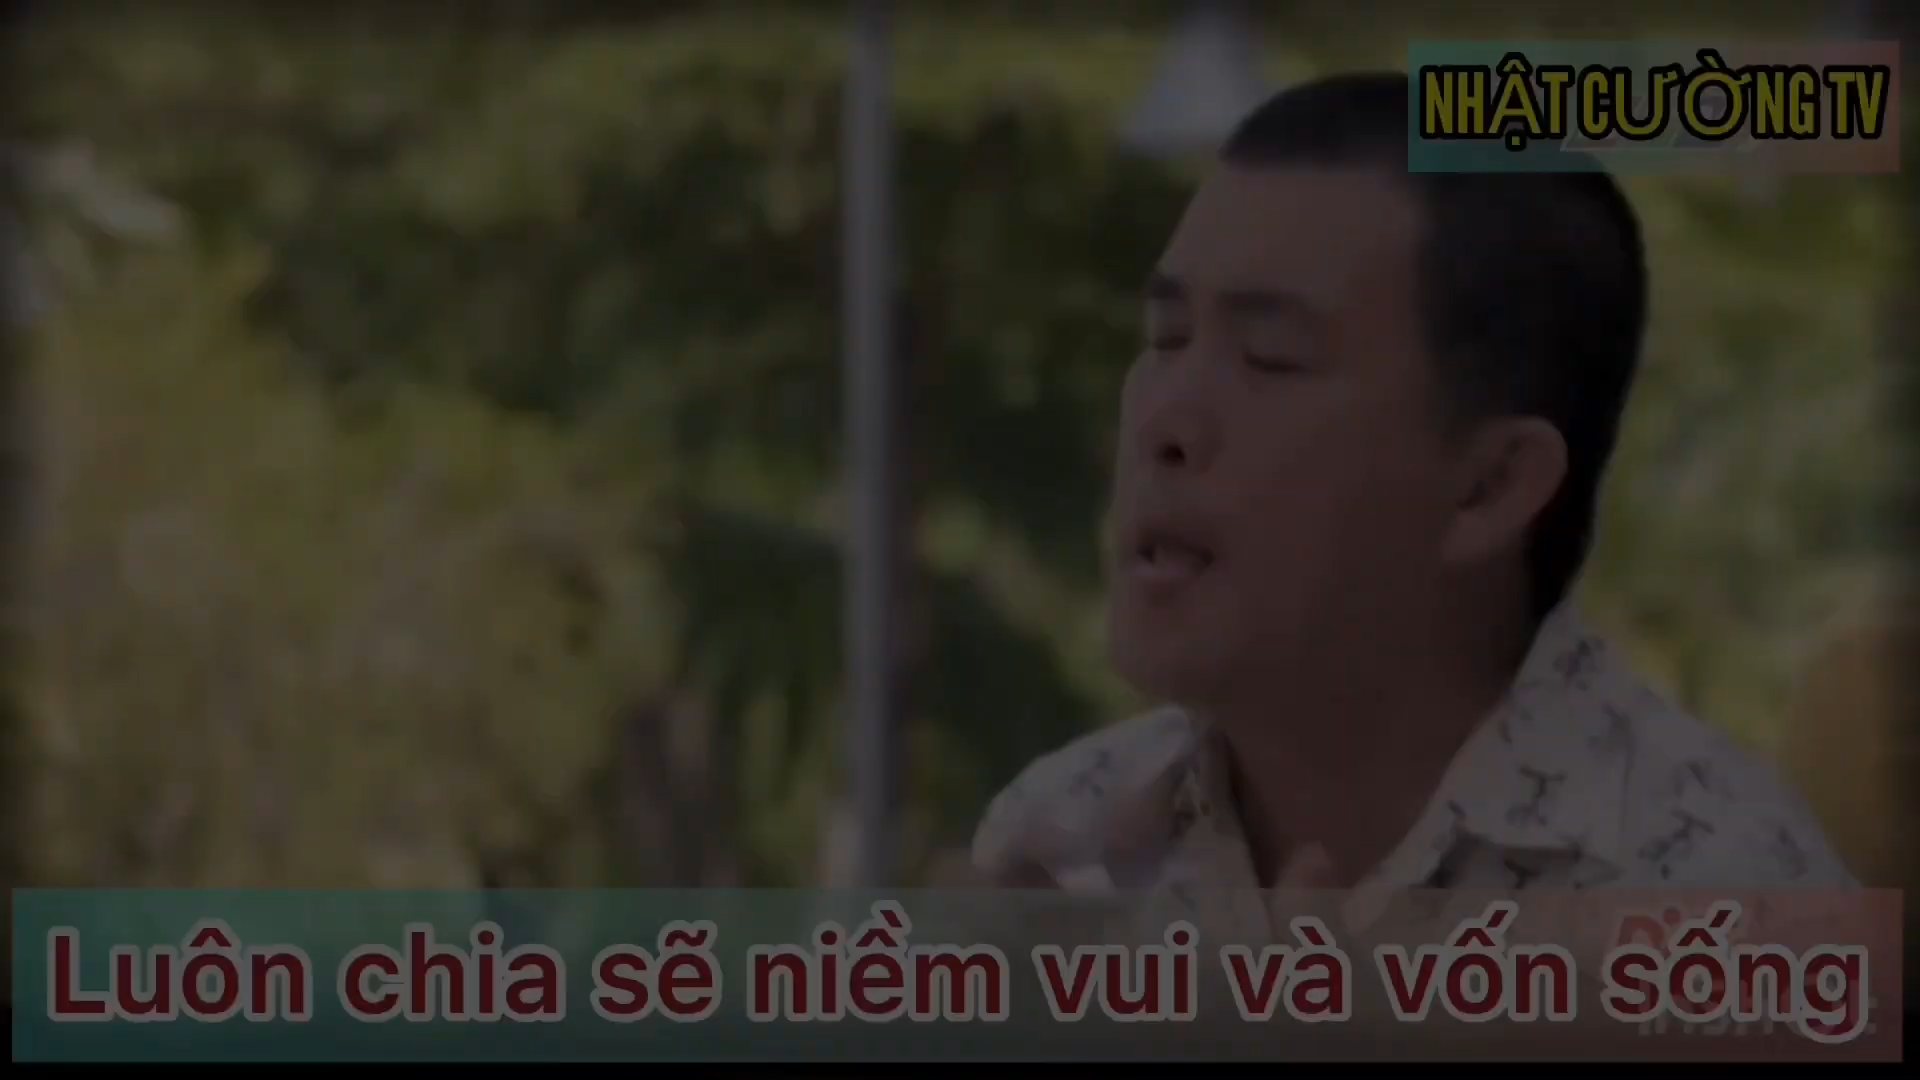 NHẬT CƯỜNG TV
Luôn chia sẽ niềm vui và vốn sống